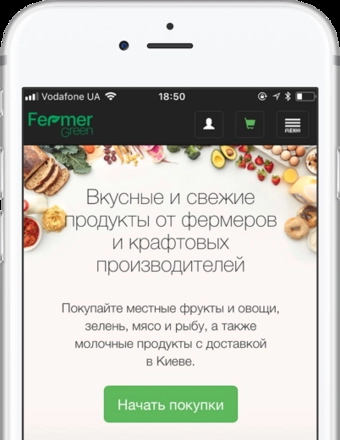 Vodafone UA 18:50
Fermer
Green
Вкусные и свежие
продукты от фермеров
и крафтовых
производителей
Покупайте местные фрукты и овощи,
зелень, мясо и рыбу, а также
молочные продукты с доставкой
в Киеве.
Начать покупки